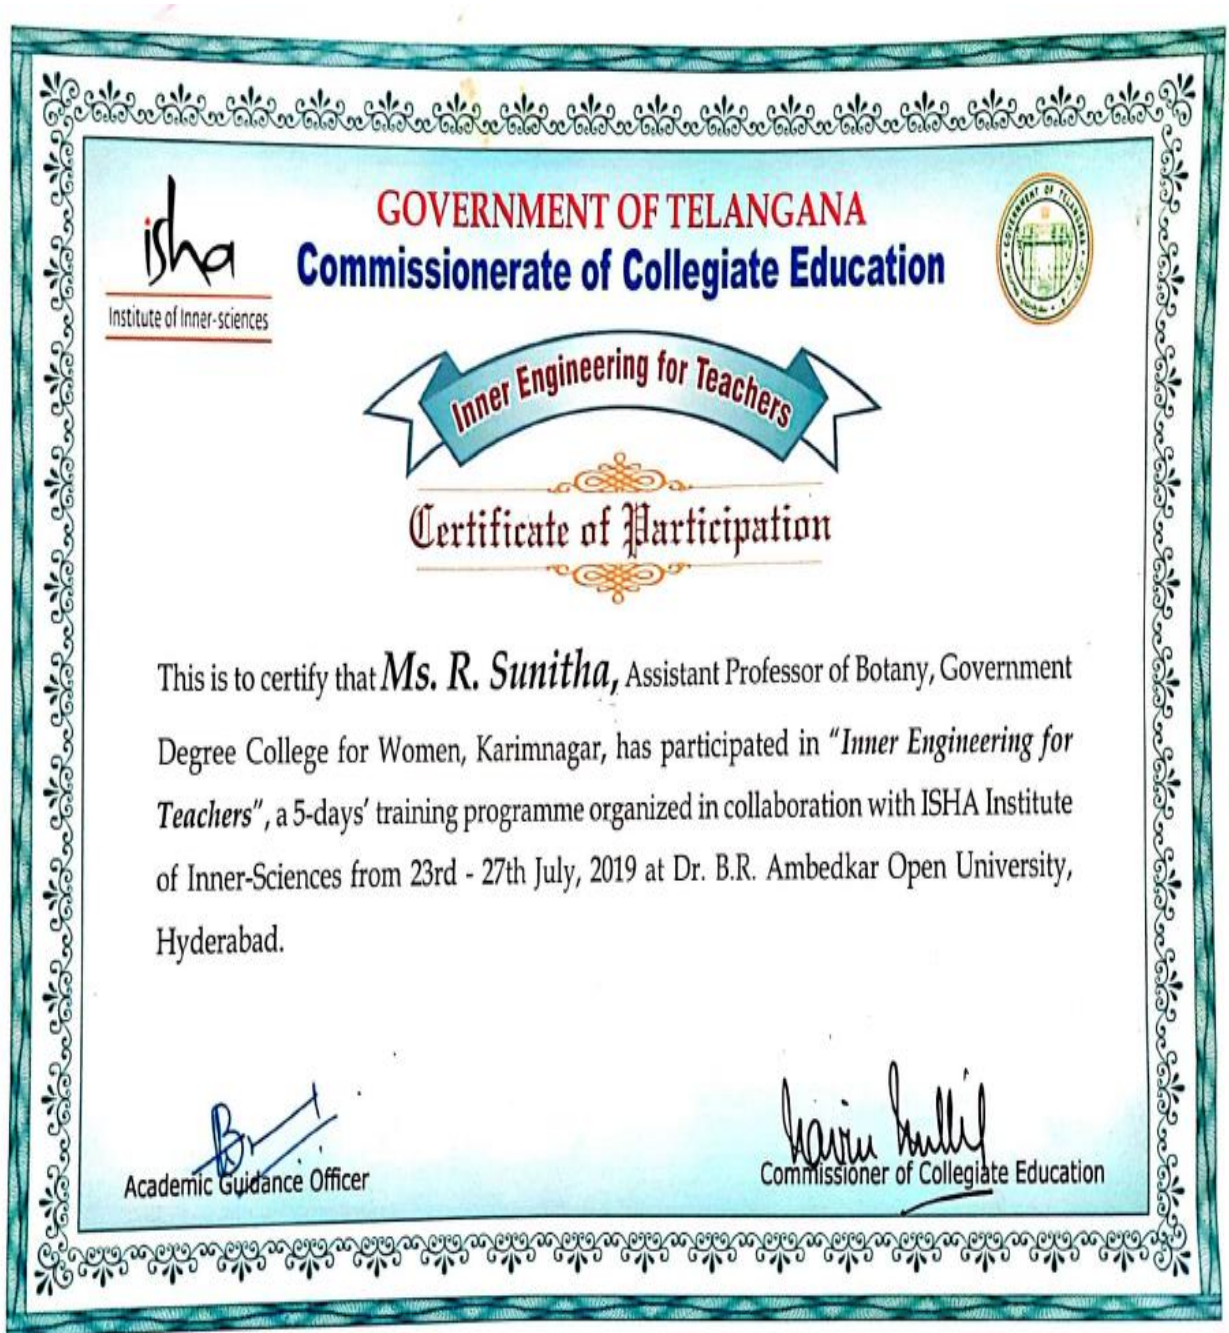 isha
Institute of Inner-sciences
GOVERNMENT OF TELANGANA
Commissionerate of Collegiate Education
GOVERNMENT OF TELANGANA
Inner Engineering for Teachers
Certificate of Participation
This is to certify that Ms. R. Sunitha, Assistant Professor of Botany, Government
Degree College for Women, Karimnagar, has participated in “Inner Engineering for
Teachers”, a 5-days’ training programme organized in collaboration with ISHA Institute
of Inner-Sciences from 23rd - 27th July, 2019 at Dr. B.R. Ambedkar Open University,
Hyderabad.
Academic Guidance Officer
Commissioner of Collegiate Education